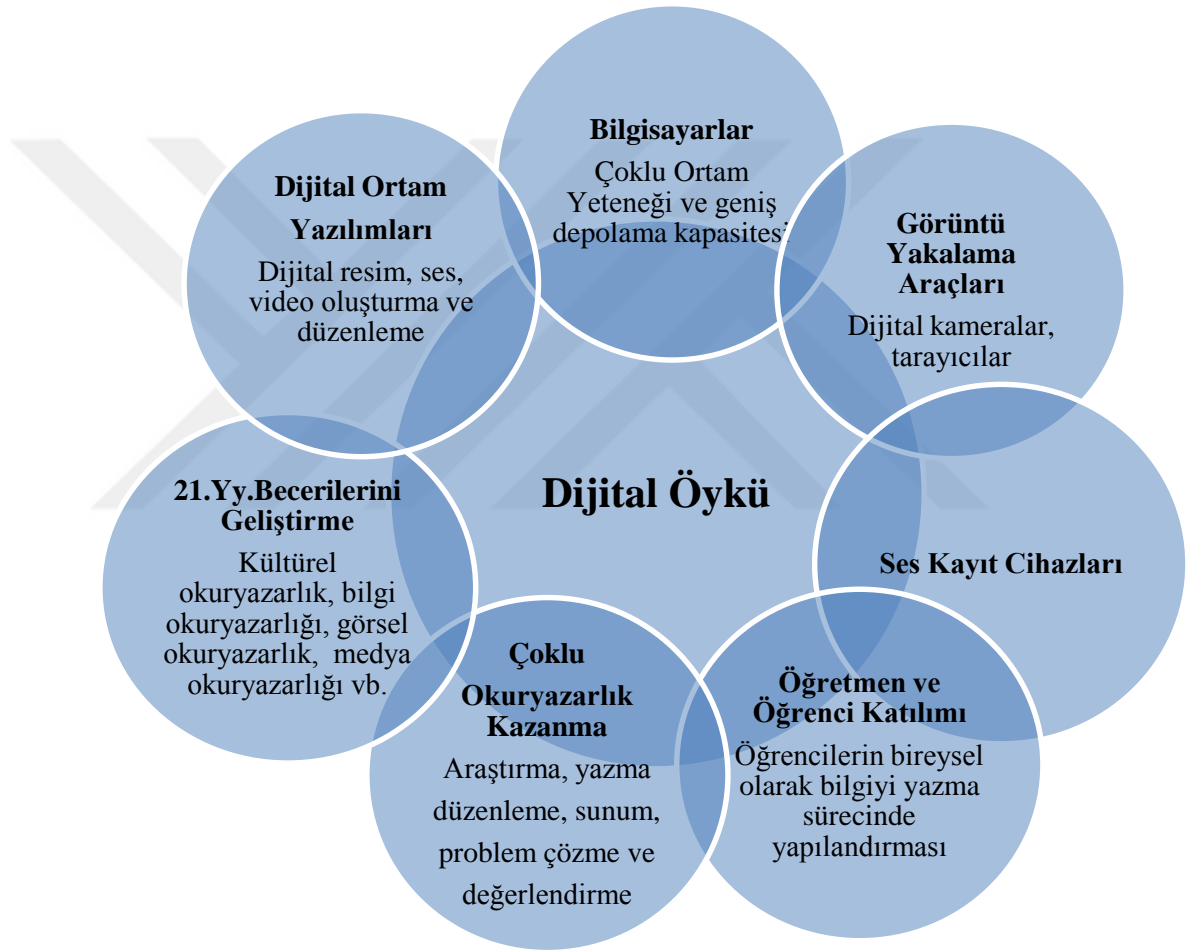 Bilgisayarlar
Çoklu Ortam
Yeteneği ve geniş
depolama kapasitesi
Görüntü
Yakalama
Araçları
Dijital kameralar,
tarayıcılar
Ses Kayıt Cihazları
Öğretmen ve
Öğrenci Katılımı
Öğrencilerin bireysel
olarak bilgiyi yazma
sürecinde
yapılandırması
Çoklu
Okuryazarlık
Kazanma
Araştırma, yazma
düzenleme, sunum,
problem çözme ve
değerlendirme
21.Yy.Becerilerini
Geliştirme
Kültürel
okuryazarlık, bilgi
okuryazarlığı, görsel
okuryazarlık, medya
okuryazarlığı vb.
Dijital Ortam
Yazılımları
Dijital resim, ses,
video oluşturma ve
düzenleme
Dijital Öykü